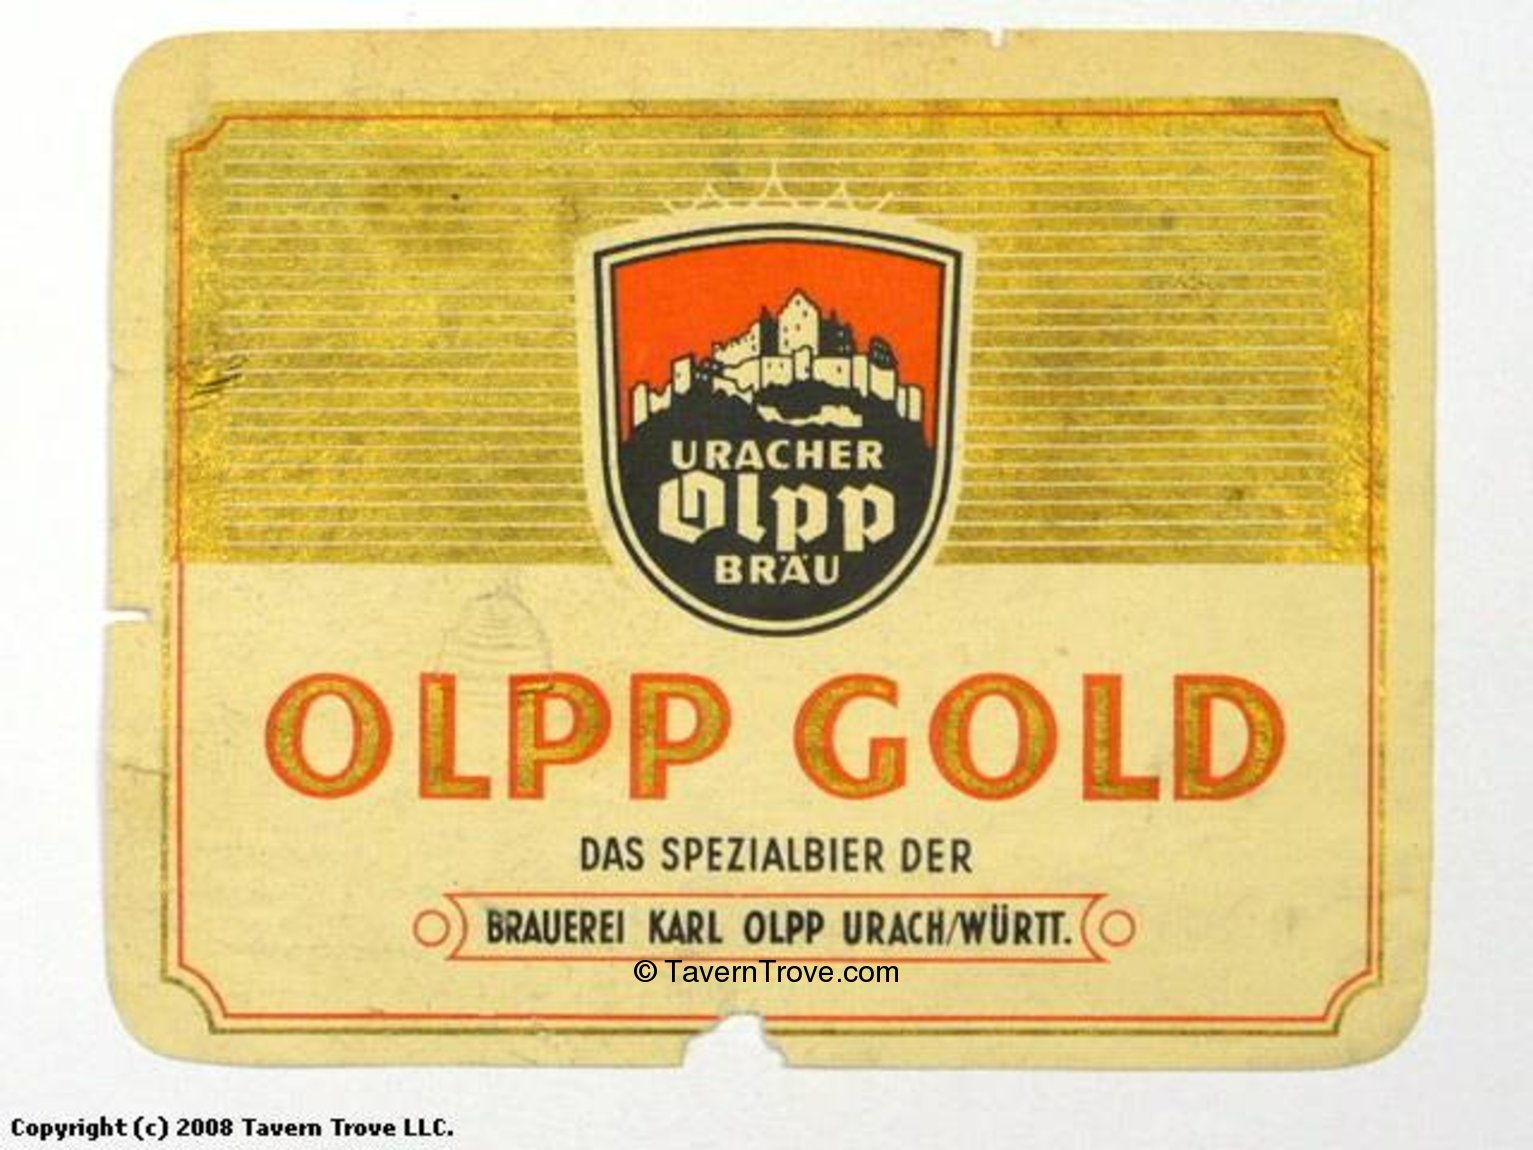 URACHER
Olpp
BRÄU
OLPP GOLD
DAS SPEZIALBIER DER
BRAUEREI KARL OLPP URACH/WÜRTT.
© TavernTrove.com
Copyright (c) 2008 Tavern Trove LLC.